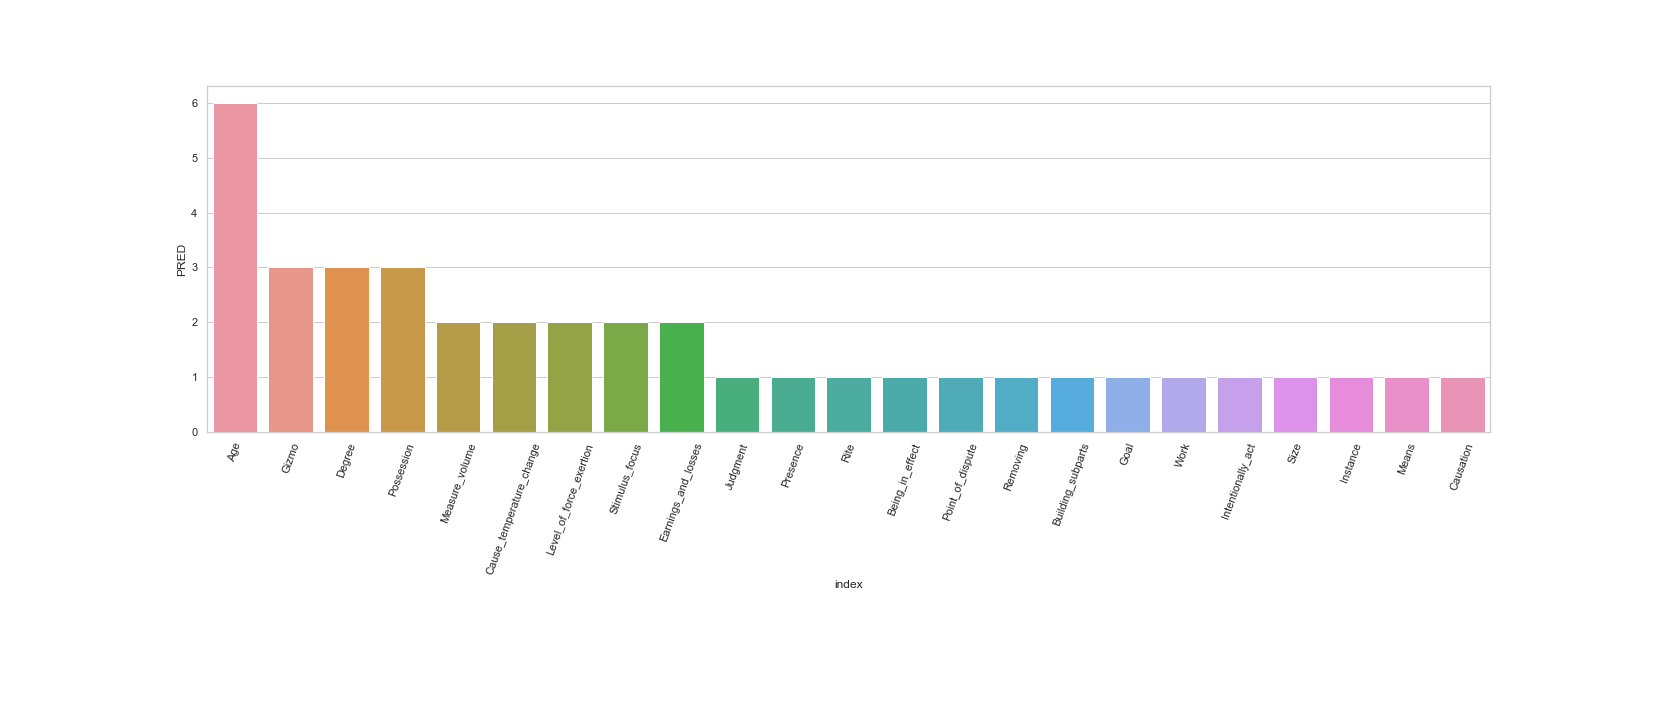 PRED
6
5
4
3
2
1
0
Age
Gizmo
Degree
Possession
Measure_volume
Cause_temperature_change
Level_of_force_exertion
Stimulus_focus
Earnings_and_losses
Judgment
Presence
Rite
Being_in_effect
Point_of_dispute
Removing
Building_subparts
Goal
Work
Intentionally_act
Size
Instance
Means
Causation
index